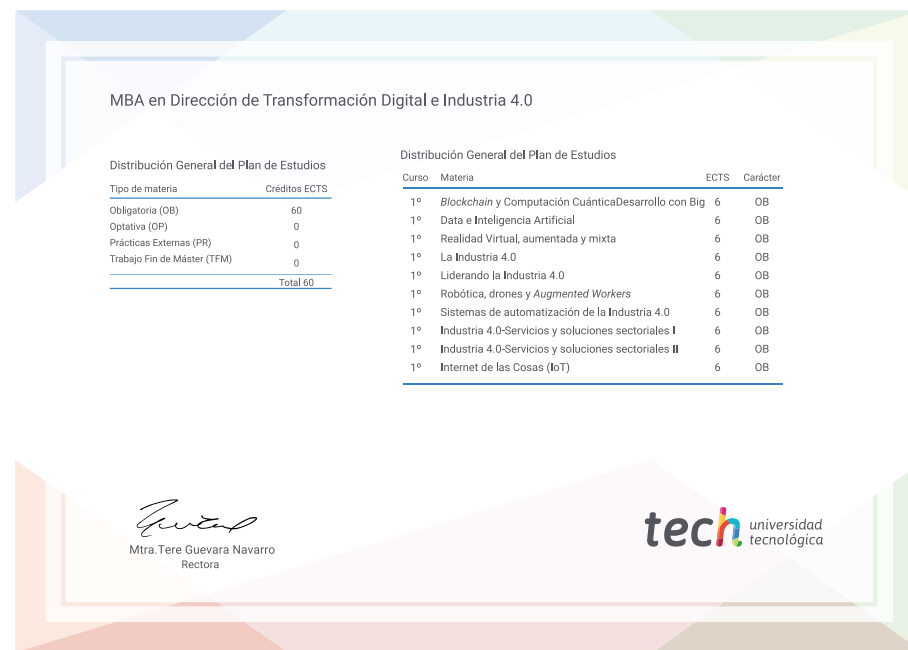 MBA en Dirección de Transformación Digital e Industria 4.0
Distribución General del Plan de Estudios
Tipo de materia Créditos ECTS
Obligatoria (OB) 60
Optativa (OP) 0
Prácticas Externas (PR) 0
Trabajo Fin de Máster (TFM) 0
Total 60
Distribución General del Plan de Estudios
Curso Materia ECTS Carácter
1º Blockchain y Computación CuánticaDesarrollo con Big 6 OB
1º Data e Inteligencia Artificial 6 OB
1º Realidad Virtual, aumentada y mixta 6 OB
1º La Industria 4.0 6 OB
1º Liderando la Industria 4.0 6 OB
1º Robótica, drones y Augmented Workers 6 OB
1º Sistemas de automatización de la Industria 4.0 6 OB
1º Industria 4.0-Servicios y soluciones sectoriales I 6 OB
1º Industria 4.0-Servicios y soluciones sectoriales II 6 OB
1º Internet de las Cosas (IoT) 6 OB
Mtra.Tere Guevara Navarro
Rectora
tech universidad
tecnológica